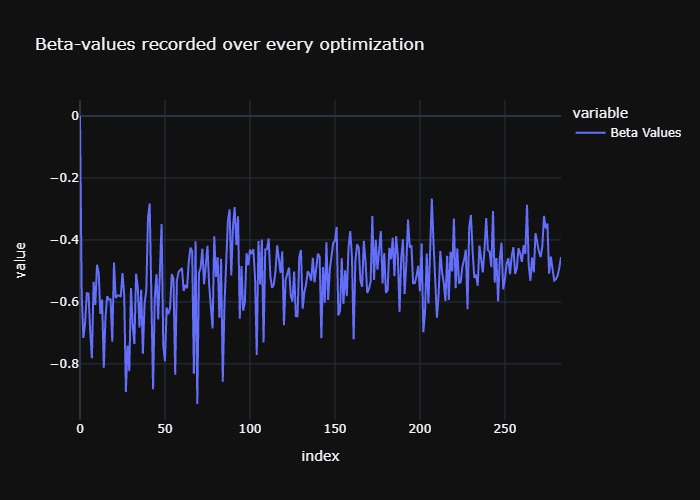 Beta-values recorded over every optimization
variable
Beta Values
value
0
−0.2
−0.4
−0.6
−0.8
0
50
100
150
200
250
index